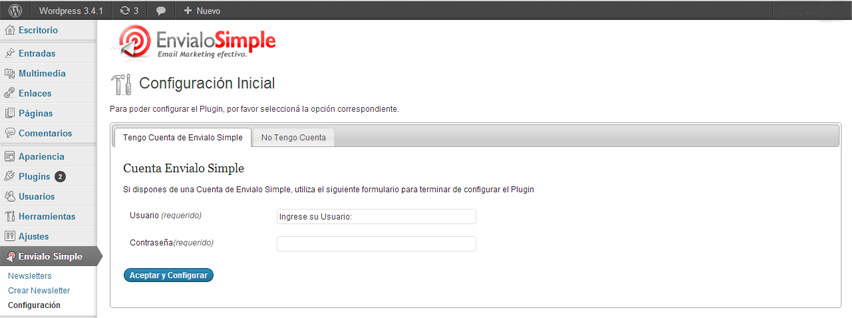 Wordpress 3.4.1 3 + Nuevo
Escritorio
Entradas
Multimedia
Enlaces
Páginas
Comentarios
Apariencia
Plugins 2
Usuarios
Herramientas
Ajustes
Envialo Simple
Newsletters
Crear Newsletter
Configuración
EnvialoSimple
Email Marketing efectivo.
Configuración Inicial
Para poder configurar el Plugin, por favor seleccioná la opción correspondiente.
Tengo Cuenta de Envialo Simple No Tengo Cuenta
Cuenta Envialo Simple
Si dispones de una Cuenta de Envialo Simple, utiliza el siguiente formulario para terminar de configurar el Plugin
Usuario (requerido) Ingrese su Usuario:
Contraseña(requerido)
Aceptar y Configurar